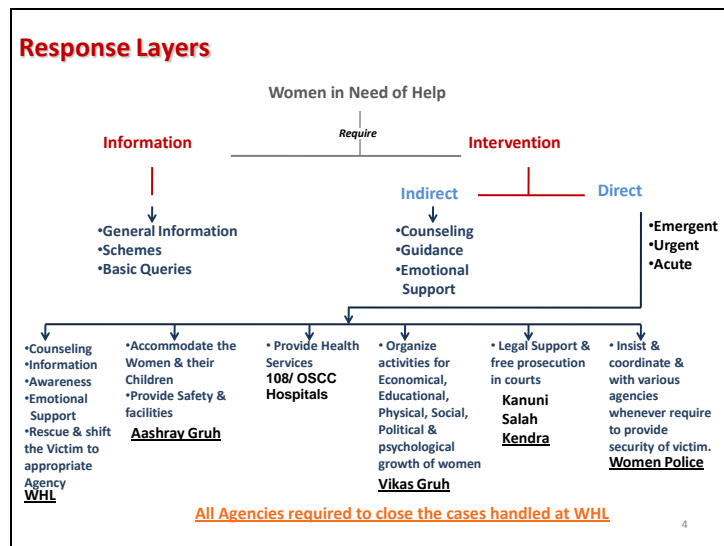 Response Layers
Women in Need of Help
Require
Information
Intervention
Indirect
Direct
•General Information
•Schemes
•Basic Queries
•Counseling
•Guidance
•Emotional
Support
•Emergent
•Urgent
•Acute
•Counseling
•Information
•Awareness
•Emotional
Support
•Rescue & shift
the Victim to
appropriate
Agency
WHL
•Accommodate the
Women & their
Children
•Provide Safety &
facilities
Aashray Gruh
• Provide Health
Services
108/ OSCC
Hospitals
• Organize
activities for
Economical,
Educational,
Physical, Social,
Political &
psychological
growth of women
Vikas Gruh
• Legal Support &
free prosecution
in courts
Kanuni
Salah
Kendra
• Insist &
coordinate &
with various
agencies
whenever require
to provide
security of victim.
Women Police
All Agencies required to close the cases handled at WHL
4